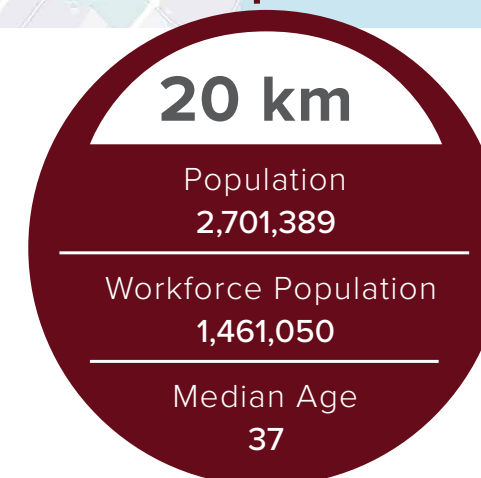 20 km
Population
2,701,389
Workforce Population
1,461,050
Median Age
37